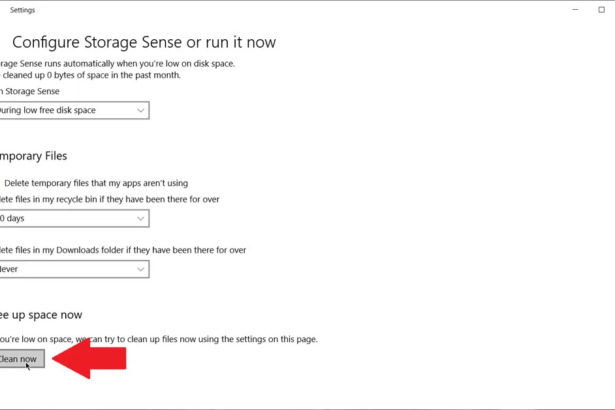 Settings
Configure Storage Sense or run it now
rage Sense runs automatically when you're low on disk space.
cleaned up 0 bytes of space in the past month.
n Storage Sense
uring low free disk space
mporary Files
Delete temporary files that my apps aren't using
lete files in my recycle bin if they have been there for over
0 days
lete files in my Downloads folder if they have been there for over
lever
ee up space now
you're low on space, we can try to clean up files now using the settings on this page.
Clean now